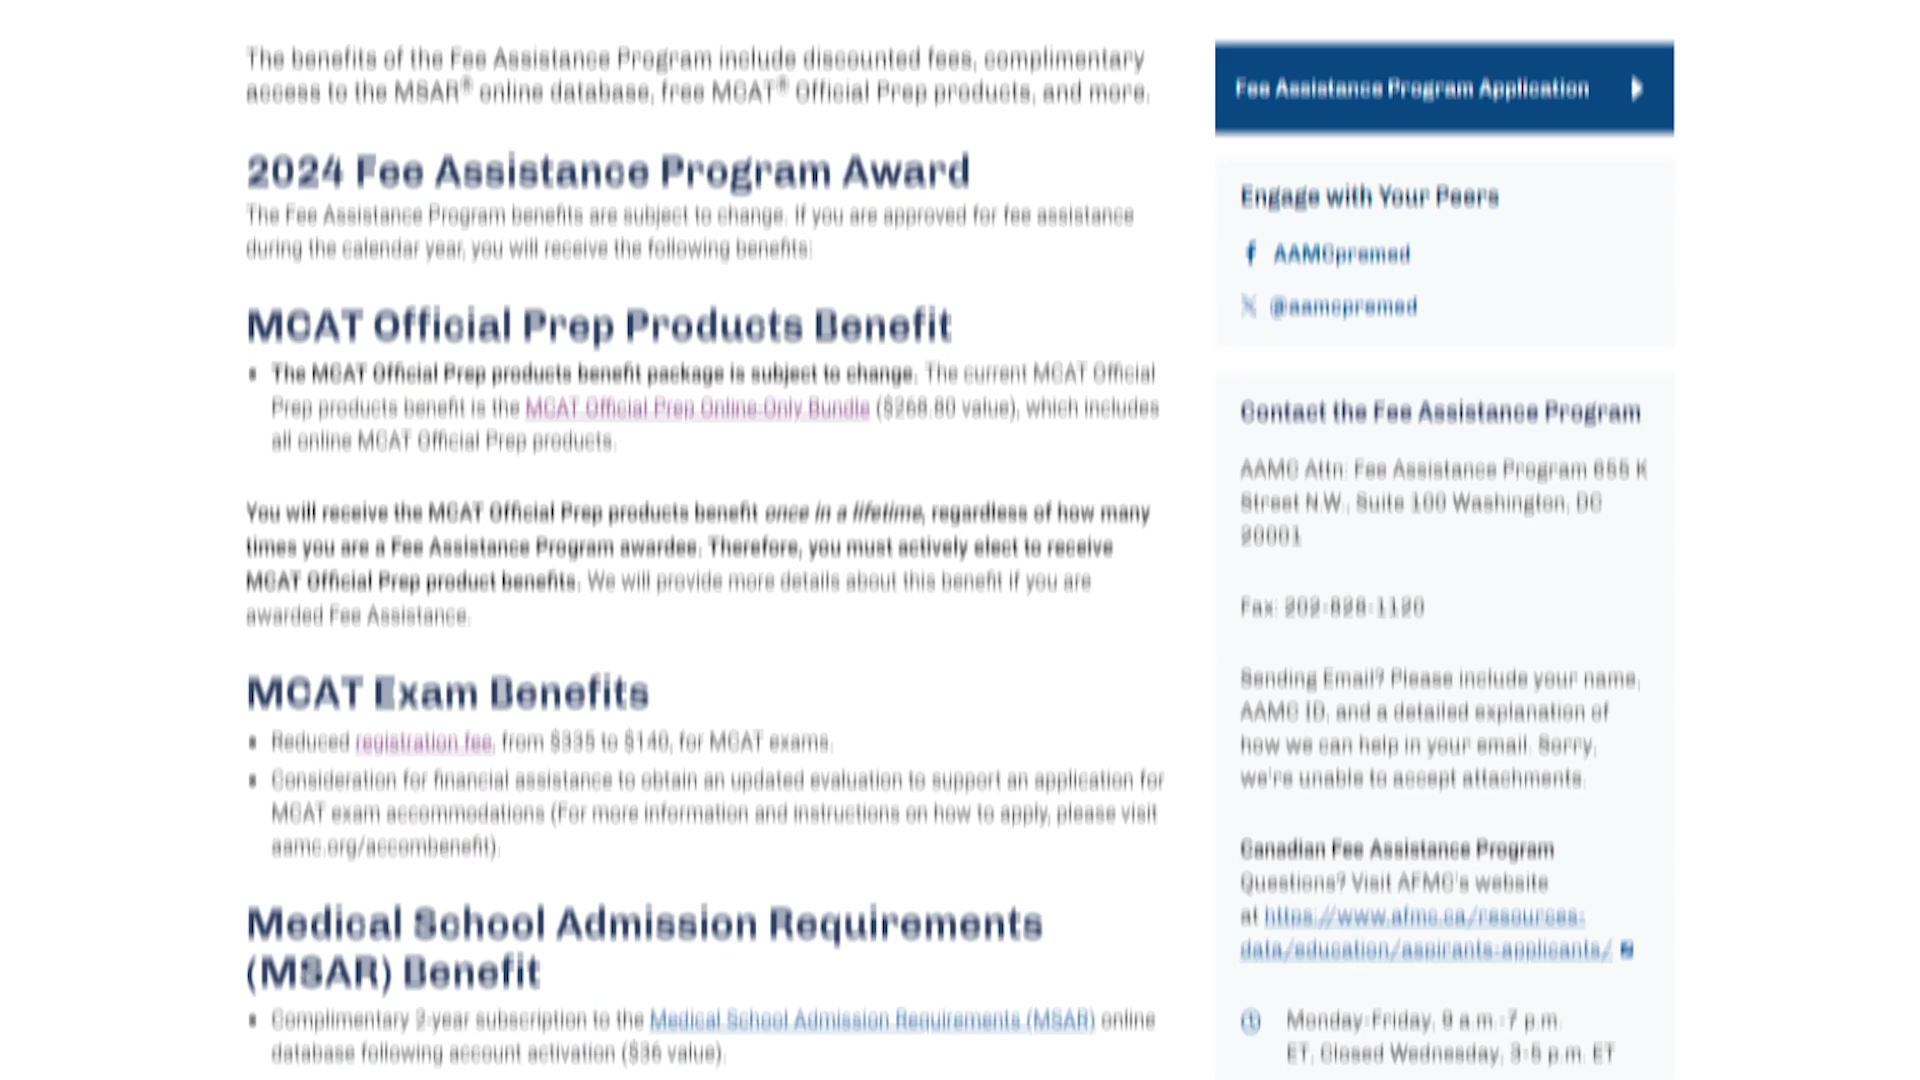 The benefits of the Fee Assistance Program include discounted fees, complimentary
access to the MSAR® online database, free MCAT® Official Prep products, and more.
2024 Fee Assistance Program Award
The Fee Assistance Program benefits are subject to change. If you are approved for fee assistance
during the calendar year, you will receive the following benefits:
MCAT Official Prep Products Benefit
The MCAT Official Prep products benefit package is subject to change. The current MCAT Official
Prep products benefit is the MCAT Official Prep Online-Only Bundle ($268.80 value), which includes
all online MCAT Official Prep products.
You will receive the MCAT Official Prep products benefit once in a lifetime, regardless of how many
times you are a Fee Assistance Program awardee. Therefore, you must actively elect to receive
MCAT Official Prep product benefits. We will provide more details about this benefit if you are
awarded Fee Assistance.
MCAT Exam Benefits
Reduced registration fee, from $335 to $140, for MCAT exams.
Consideration for financial assistance to obtain an updated evaluation to support an application for
MCAT exam accommodations (For more information and instructions on how to apply, please visit
aamc.org/accombenefit).
Medical School Admission Requirements
(MSAR) Benefit
Complimentary 2-year subscription to the Medical School Admission Requirements (MSAR) online
database following account activation ($36 value).
Fee Assistance Program Application
Engage with Your Peers
AAMCpremed
@aamcpremed
Contact the Fee Assistance Program
AAMC Attn: Fee Assistance Program 655 K
Street N.W., Suite 100 Washington, DC
20001
Fax: 202-828-1120
Sending Email? Please include your name,
AAMC ID, and a detailed explanation of
how we can help in your email. Sorry,
we're unable to accept attachments.
Canadian Fee Assistance Program
Questions? Visit AFMC's website
at https://www.afmc.ca/resources-
data/education/aspirants-applicants/
Monday-Friday, 9 a.m.-7 p.m.
ET; Closed Wednesday, 3-5 p.m. ET